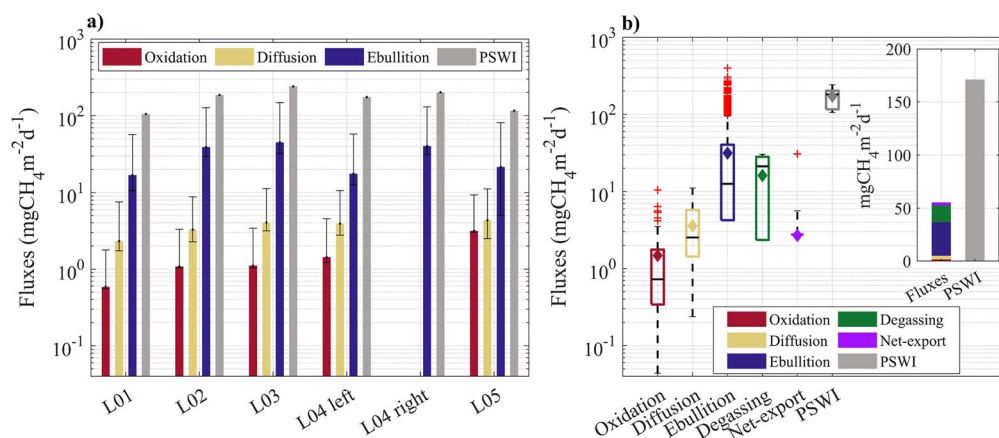 a)
Oxidation Diffusion Ebullition PSWI
10³
10²
10¹
10⁰
10⁻¹
Fluxes (mgCH₄m⁻²d⁻¹)
L01 L02 L03 L04 left L04 right L05
b)
10³
10²
10¹
10⁰
10⁻¹
Fluxes (mgCH₄m⁻²d⁻¹)
Oxidation Diffusion Ebullition Degassing Net-export PSWI
200
150
100
50
0
mgCH₄m⁻²d⁻¹
Fluxes PSWI
Oxidation Degassing
Diffusion Net-export
Ebullition PSWI